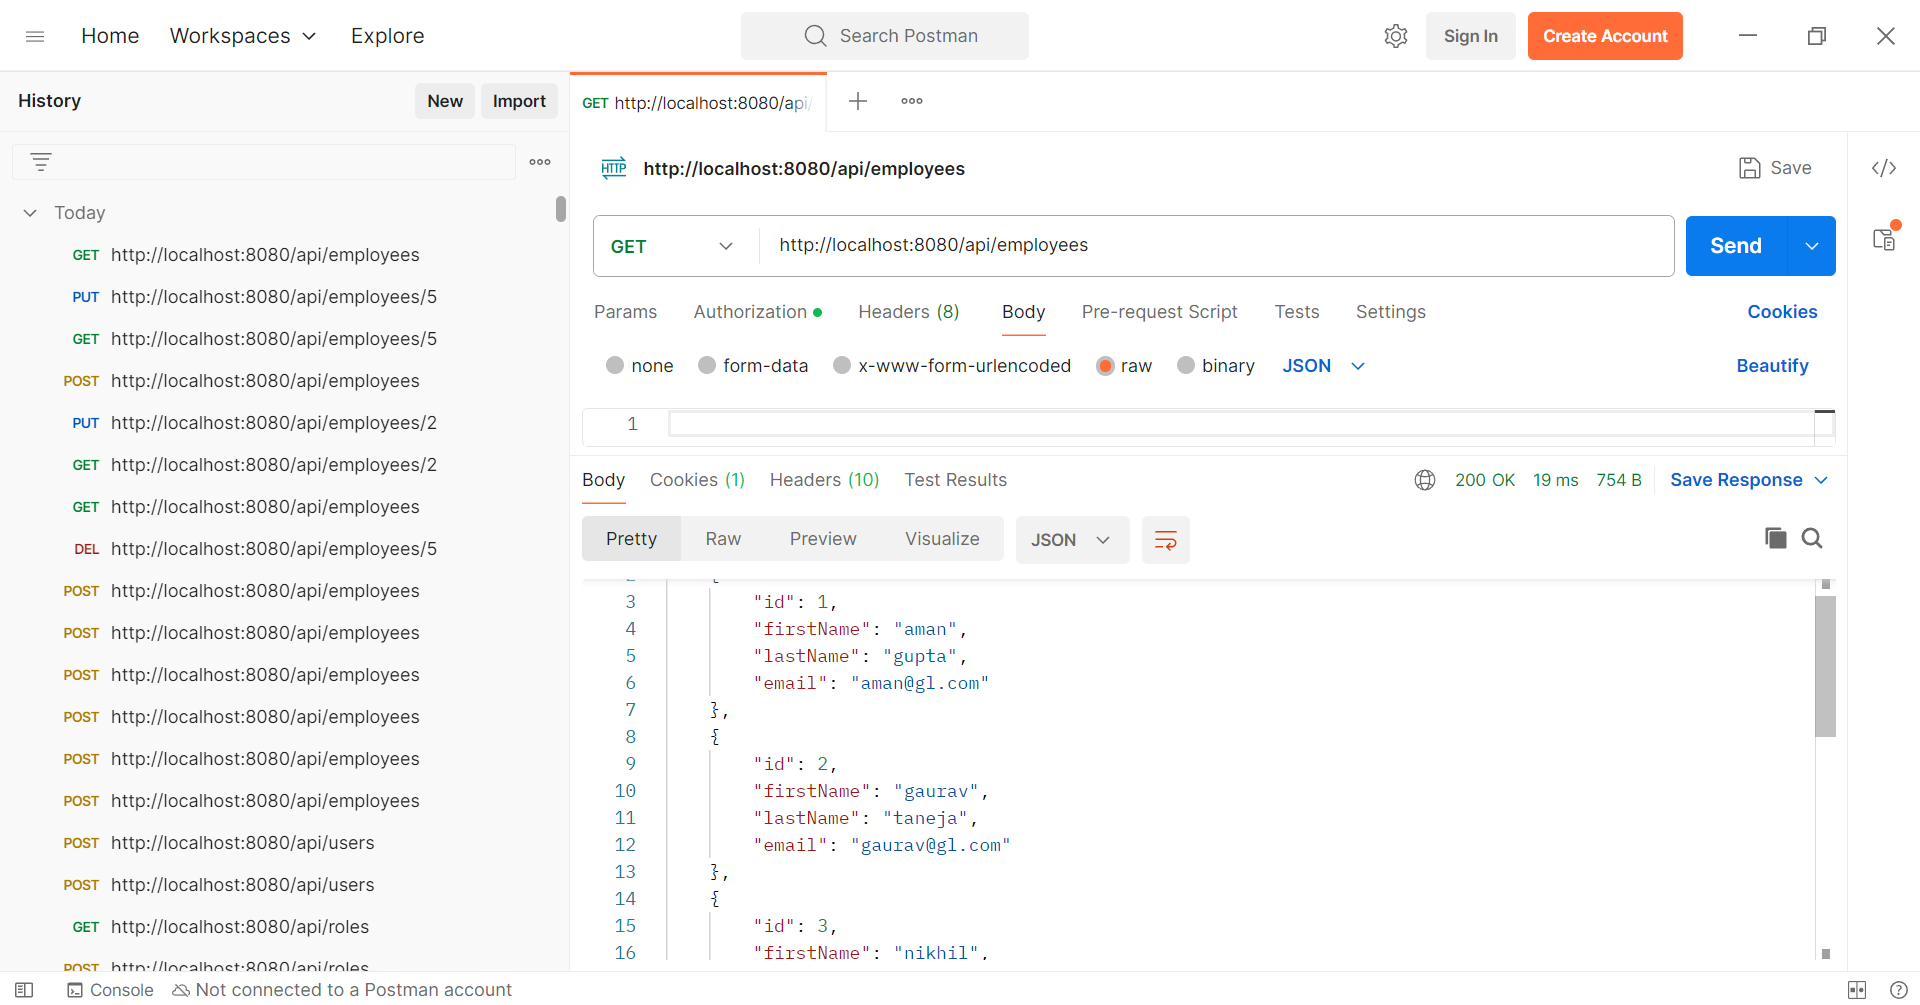 Home Workspaces Explore Search Postman Sign In Create Account
History New Import
GET http://localhost:8080/api/
HTTP http://localhost:8080/api/employees Save
Today
GET http://localhost:8080/api/employees
PUT http://localhost:8080/api/employees/5
GET http://localhost:8080/api/employees/5
POST http://localhost:8080/api/employees
PUT http://localhost:8080/api/employees/2
GET http://localhost:8080/api/employees/2
GET http://localhost:8080/api/employees
DEL http://localhost:8080/api/employees/5
POST http://localhost:8080/api/employees
POST http://localhost:8080/api/employees
POST http://localhost:8080/api/employees
POST http://localhost:8080/api/employees
POST http://localhost:8080/api/employees
POST http://localhost:8080/api/employees
POST http://localhost:8080/api/users
POST http://localhost:8080/api/users
GET http://localhost:8080/api/roles
POST http://localhost:8080/api/roles
GET http://localhost:8080/api/employees Send
Params Authorization Headers (8) Body Pre-request Script Tests Settings Cookies
none form-data x-www-form-urlencoded raw binary JSON Beautify
1
Body Cookies (1) Headers (10) Test Results 200 OK 19 ms 754 B Save Response
Pretty Raw Preview Visualize JSON
2 {
3 "id": 1,
4 "firstName": "aman",
5 "lastName": "gupta",
6 "email": "aman@gl.com"
7 },
8 {
9 "id": 2,
10 "firstName": "gaurav",
11 "lastName": "taneja",
12 "email": "gaurav@gl.com"
13 },
14 {
15 "id": 3,
16 "firstName": "nikhil",
Console Not connected to a Postman account